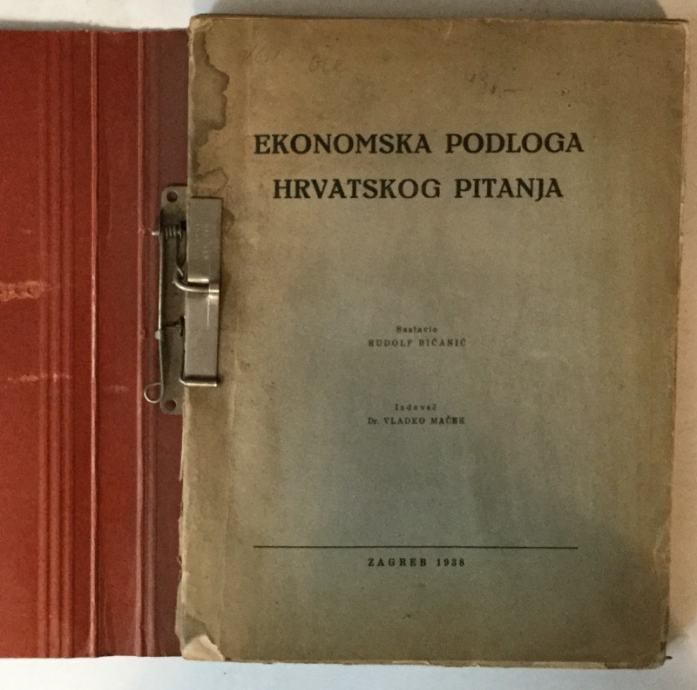 EKONOMSKA PODLOGA
HRVATSKOG PITANJA
Sastavio
RUDOLF BIĆANIĆ
Izdavač
Dr. VLADKO MAČEK
ZAGREB 1938